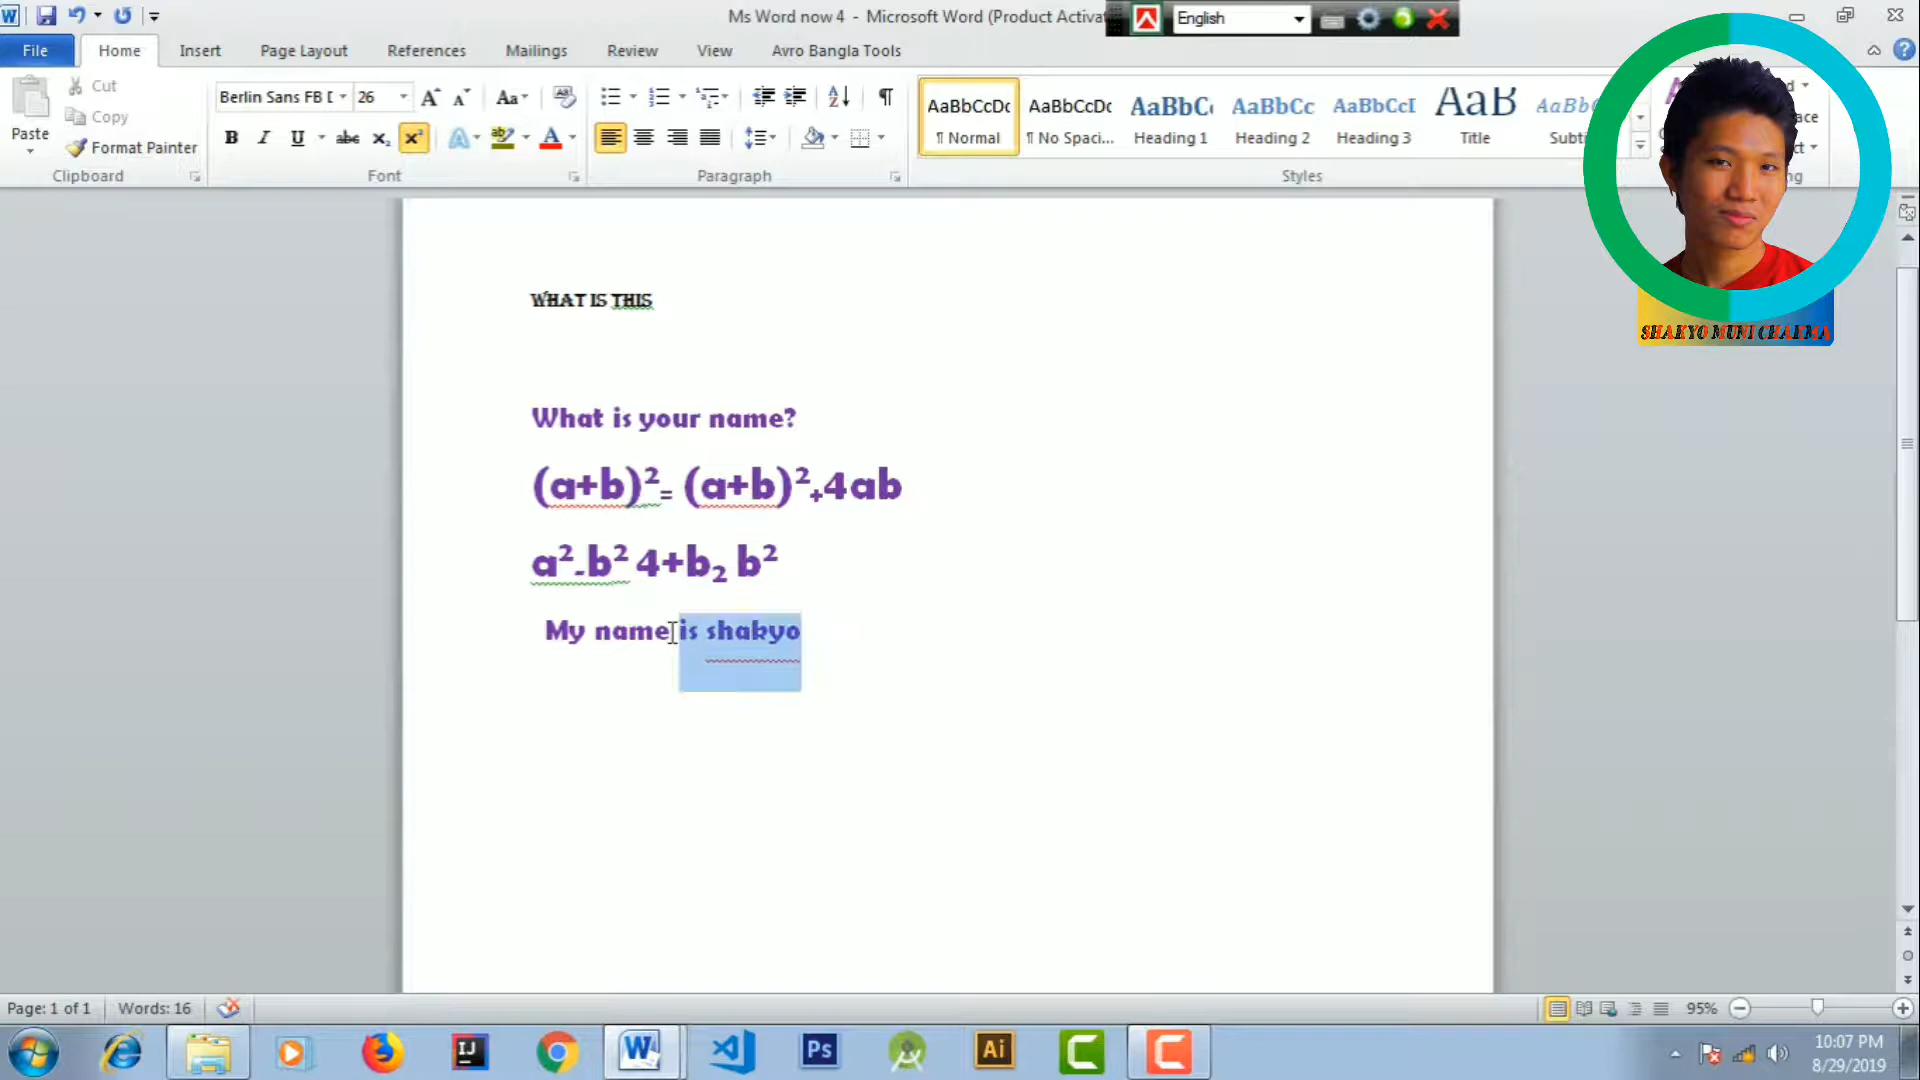 Ms Word now 4 - Microsoft Word (Product Activat
English
File Home Insert Page Layout References Mailings Review View Avro Bangla Tools
Paste
Cut
Copy
Format Painter
Clipboard
Berlin Sans FB D 26
Font
Paragraph
AaBbCcDc AaBbCcDc AaBbC AaBbCc AaBbCcI AaB AaBb
¶ Normal ¶ No Spaci... Heading 1 Heading 2 Heading 3 Title Subti
Styles
SHAKYO MUNI CHAKMA
WHAT IS THIS
What is your name?
(a+b)²= (a+b)²+4ab
a²-b² 4+b₂ b²
My name is shakyo
Page: 1 of 1 Words: 16 95%
10:07 PM
8/29/2019